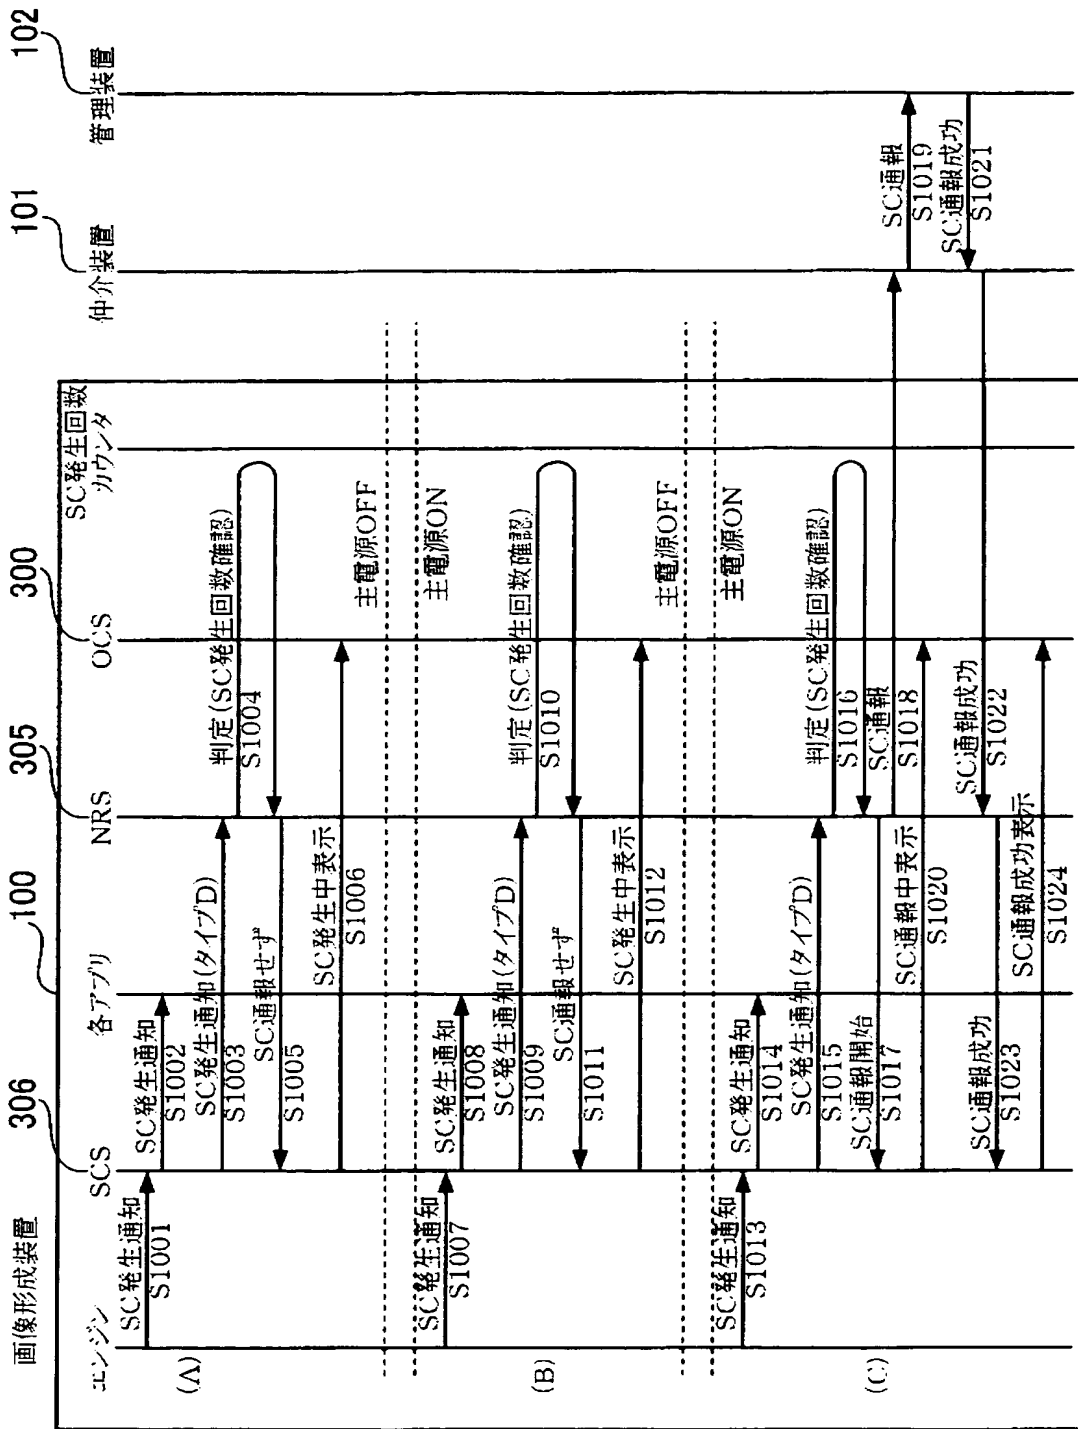 画像形成装置
エンジン
SCS
306
各アプリ
100
NRS
305
OCS
300
SC発生回数
カウンタ
仲介装置
101
管理装置
102
(A)
SC発生通知
S1001
SC発生通知
S1002
SC発生通知(タイプD)
S1003
判定(SC発生回数確認)
S1004
SC通報せず
S1005
SC発生中表示
S1006
主電源OFF
主電源ON
(B)
SC発生通知
S1007
SC発生通知
S1008
SC発生通知(タイプD)
S1009
判定(SC発生回数確認)
S1010
SC通報せず
S1011
SC発生中表示
S1012
主電源OFF
主電源ON
(C)
SC発生通知
S1013
SC発生通知
S1014
SC発生通知(タイプD)
S1015
判定(SC発生回数確認)
S1016
SC通報開始
S1017
SC通報
S1018
SC通報
S1019
SC通報中表示
S1020
SC通報成功
S1021
SC通報成功
S1022
SC通報成功
S1023
SC通報成功表示
S1024